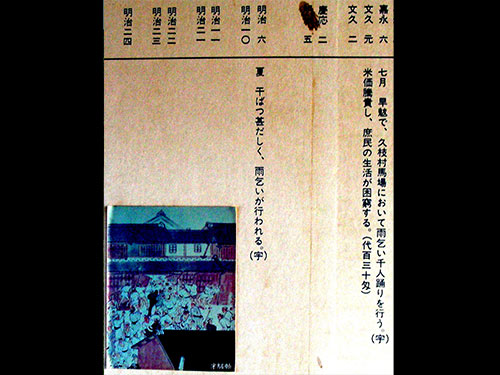 嘉永 六
七月 旱魃で、久枝村馬場において雨乞い千人踊りを行う。(宇)
文久 元
米価騰貴し、庶民の生活が困窮する。(代百三十匁)
文久 二
慶応 二
五
明治 六
夏 干ばつ甚だしく、雨乞いが行われる。(宇)
明治一〇
明治一一
明治二一
明治二二
明治二三
明治二四